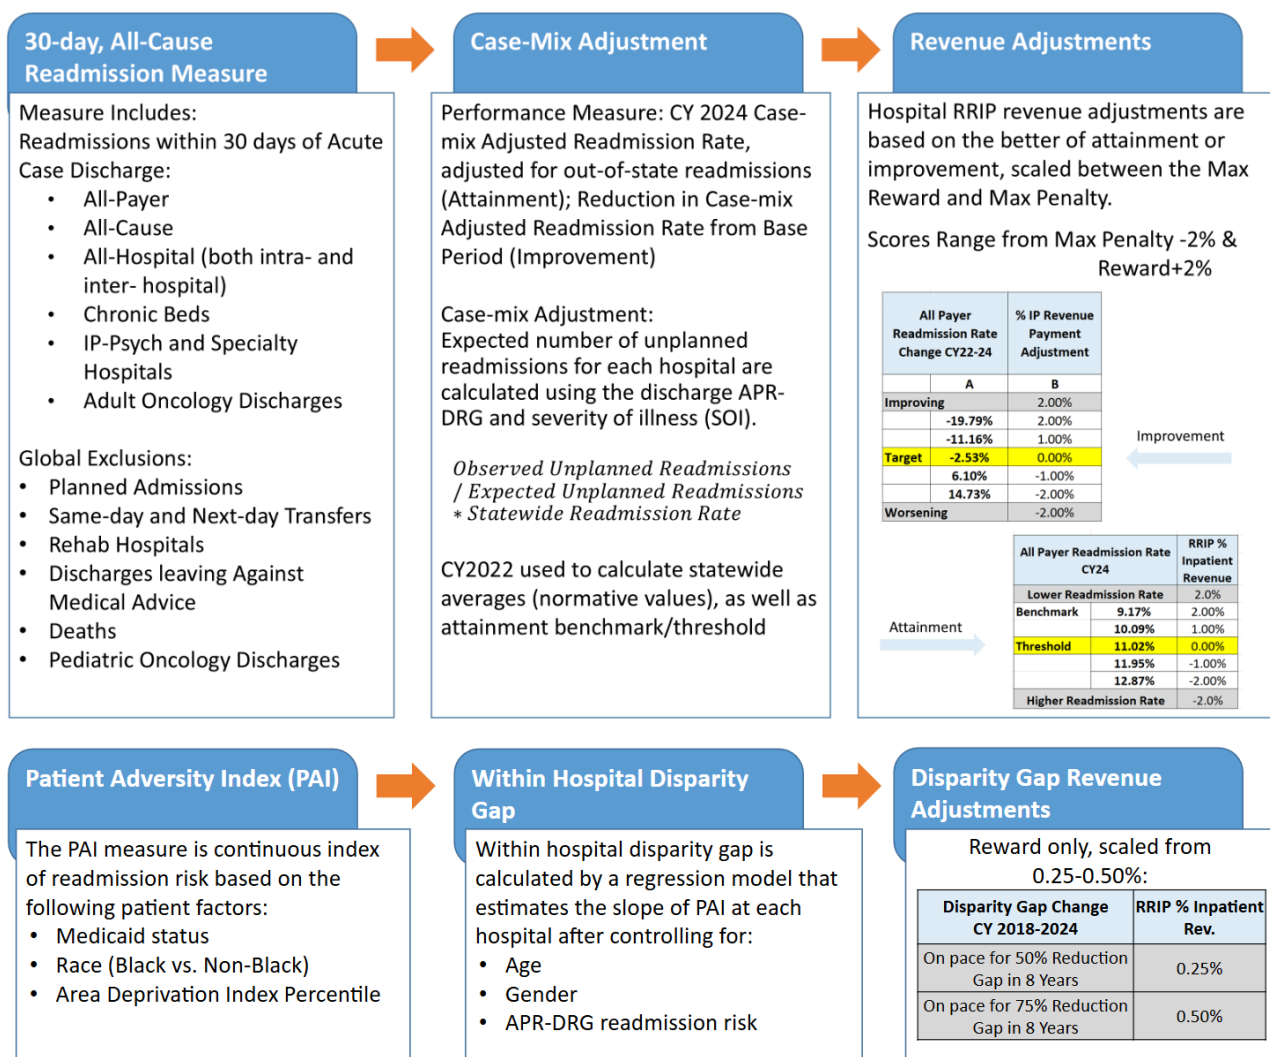 30-day, All-Cause
Readmission Measure
Measure Includes:
Readmissions within 30 days of Acute
Case Discharge:
• All-Payer
• All-Cause
• All-Hospital (both intra- and
inter- hospital)
• Chronic Beds
• IP-Psych and Specialty
Hospitals
• Adult Oncology Discharges
Global Exclusions:
• Planned Admissions
• Same-day and Next-day Transfers
• Rehab Hospitals
• Discharges leaving Against
Medical Advice
• Deaths
• Pediatric Oncology Discharges
Case-Mix Adjustment
Performance Measure: CY 2024 Case-
mix Adjusted Readmission Rate,
adjusted for out-of-state readmissions
(Attainment); Reduction in Case-mix
Adjusted Readmission Rate from Base
Period (Improvement)
Case-mix Adjustment:
Expected number of unplanned
readmissions for each hospital are
calculated using the discharge APR-
DRG and severity of illness (SOI).
Observed Unplanned Readmissions
/ Expected Unplanned Readmissions
* Statewide Readmission Rate
CY2022 used to calculate statewide
averages (normative values), as well as
attainment benchmark/threshold
Revenue Adjustments
Hospital RRIP revenue adjustments are
based on the better of attainment or
improvement, scaled between the Max
Reward and Max Penalty.
Scores Range from Max Penalty -2% &
Reward+2%
All Payer
Readmission Rate
Change CY22-24
% IP Revenue
Payment
Adjustment
A B
Improving 2.00%
-19.79% 2.00%
-11.16% 1.00%
Target -2.53% 0.00%
6.10% -1.00%
14.73% -2.00%
Worsening -2.00%
Improvement
Attainment
All Payer Readmission Rate
CY24
RRIP %
Inpatient
Revenue
Lower Readmission Rate 2.0%
Benchmark 9.17% 2.00%
10.09% 1.00%
Threshold 11.02% 0.00%
11.95% -1.00%
12.87% -2.00%
Higher Readmission Rate -2.0%
Patient Adversity Index (PAI)
The PAI measure is continuous index
of readmission risk based on the
following patient factors:
• Medicaid status
• Race (Black vs. Non-Black)
• Area Deprivation Index Percentile
Within Hospital Disparity
Gap
Within hospital disparity gap is
calculated by a regression model that
estimates the slope of PAI at each
hospital after controlling for:
• Age
• Gender
• APR-DRG readmission risk
Disparity Gap Revenue
Adjustments
Reward only, scaled from
0.25-0.50%:
Disparity Gap Change
CY 2018-2024
RRIP % Inpatient
Rev.
On pace for 50% Reduction
Gap in 8 Years
0.25%
On pace for 75% Reduction
Gap in 8 Years
0.50%